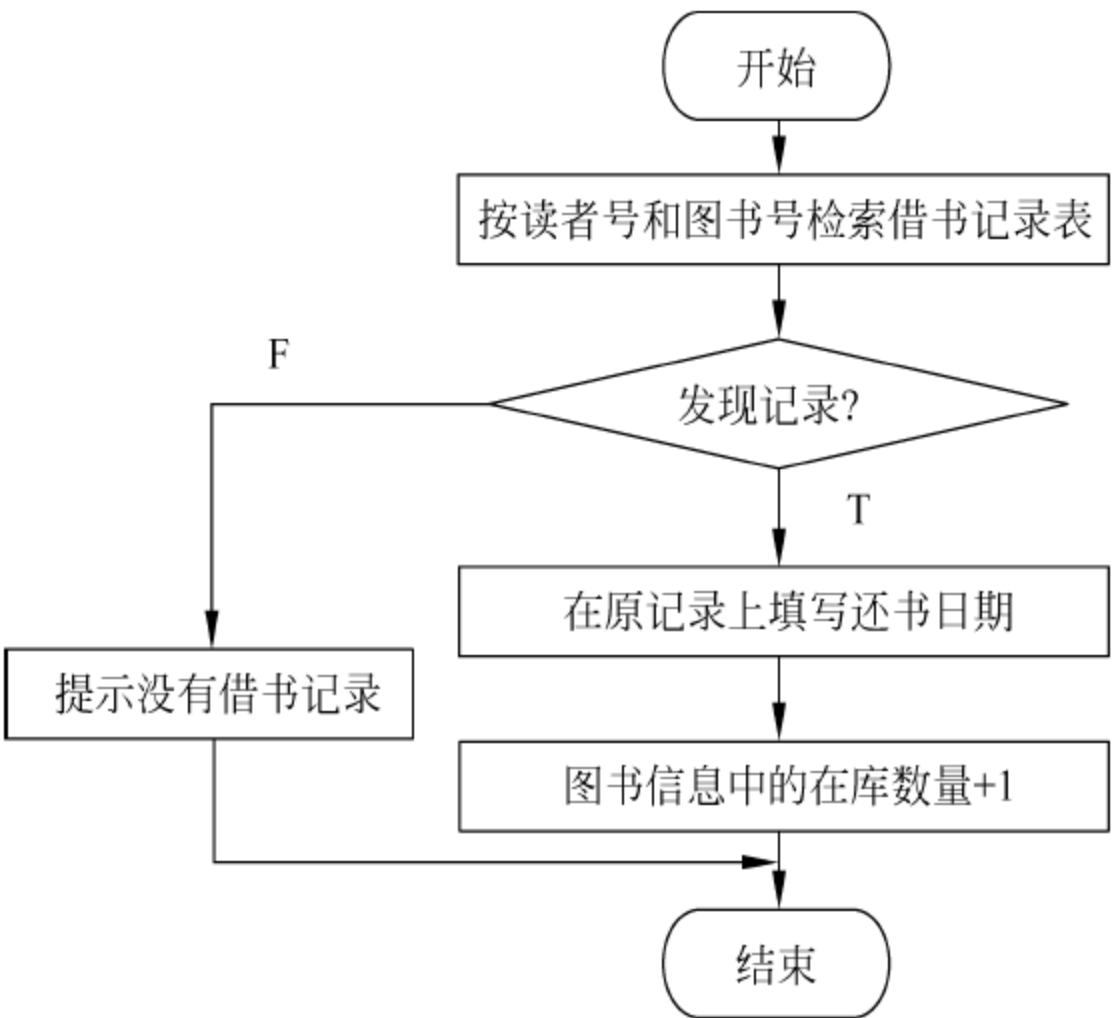 开始
按读者号和图书号检索借书记录表
F
发现记录?
T
在原记录上填写还书日期
提示没有借书记录
图书信息中的在库数量+1
结束